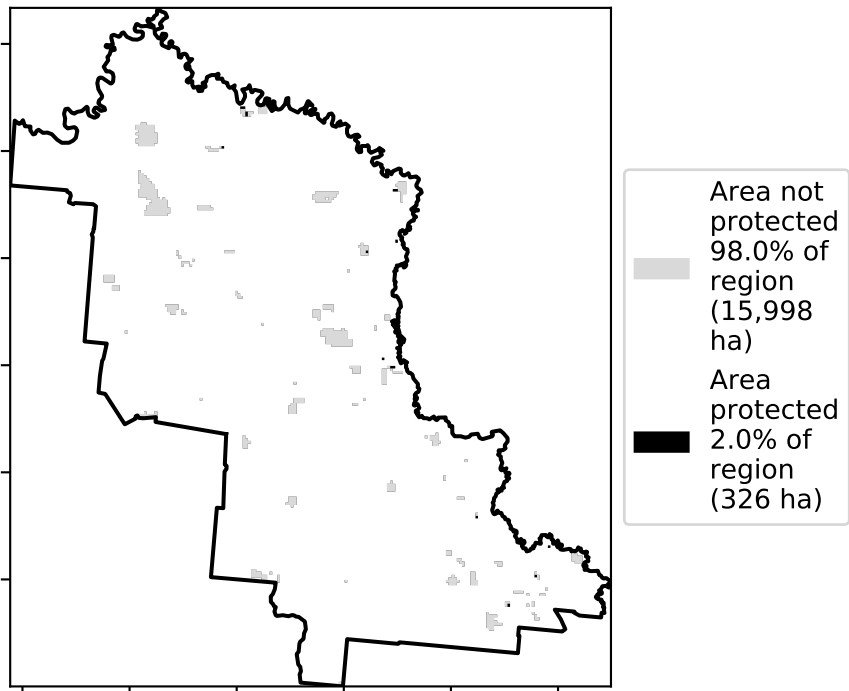 Area not
protected
98.0% of
region
(15,998
ha)
Area
protected
2.0% of
region
(326 ha)